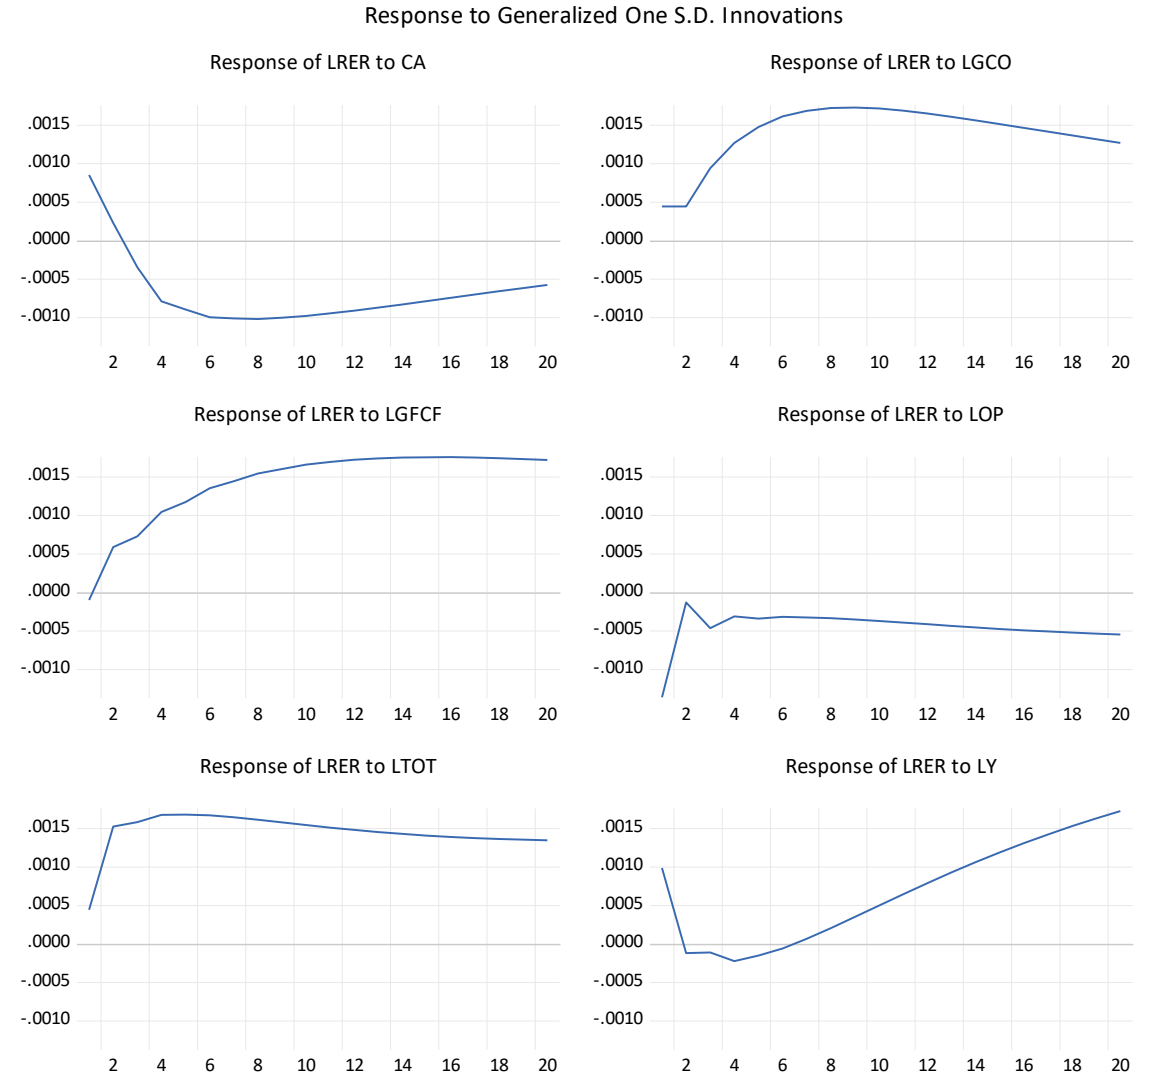 Response to Generalized One S.D. Innovations
Response of LRER to CA
.0015
.0010
.0005
.0000
-.0005
-.0010
2 4 6 8 10 12 14 16 18 20
Response of LRER to LGCO
.0015
.0010
.0005
.0000
-.0005
-.0010
2 4 6 8 10 12 14 16 18 20
Response of LRER to LGFCF
.0015
.0010
.0005
.0000
-.0005
-.0010
2 4 6 8 10 12 14 16 18 20
Response of LRER to LOP
.0015
.0010
.0005
.0000
-.0005
-.0010
2 4 6 8 10 12 14 16 18 20
Response of LRER to LTOT
.0015
.0010
.0005
.0000
-.0005
-.0010
2 4 6 8 10 12 14 16 18 20
Response of LRER to LY
.0015
.0010
.0005
.0000
-.0005
-.0010
2 4 6 8 10 12 14 16 18 20